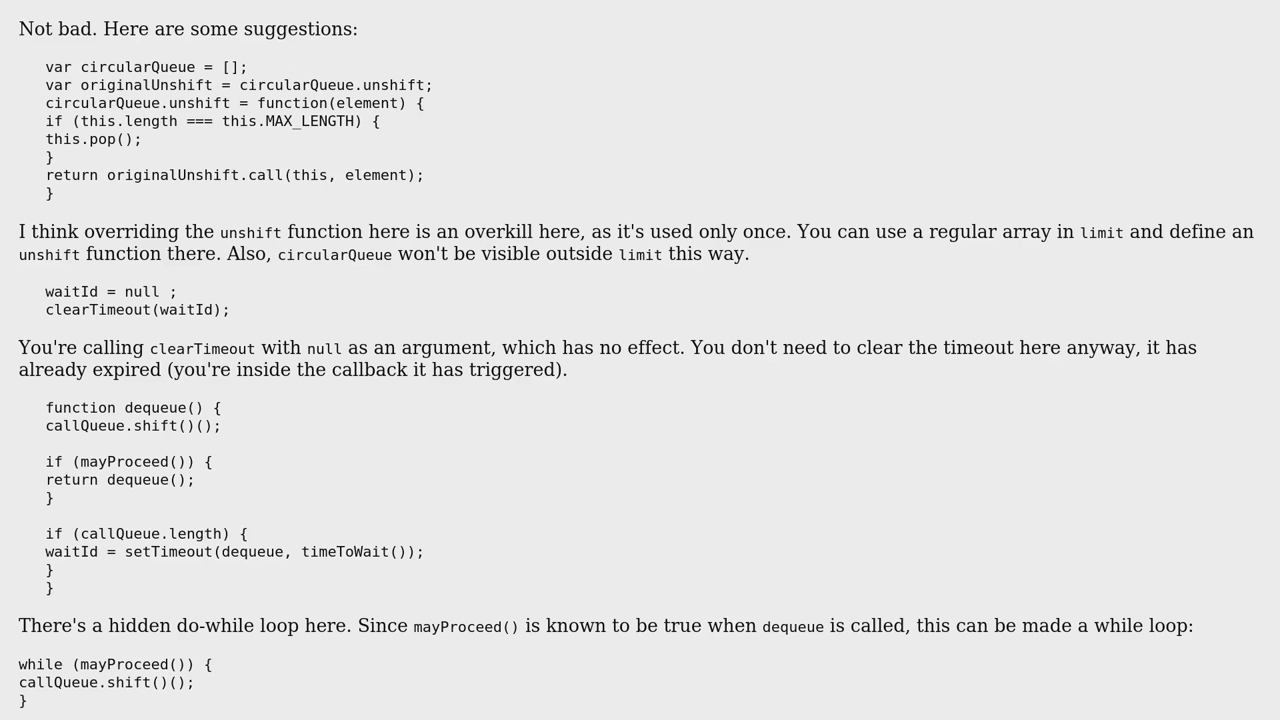 Not bad. Here are some suggestions:
var circularQueue = [];
var originalUnshift = circularQueue.unshift;
circularQueue.unshift = function(element) {
if (this.length === this.MAX_LENGTH) {
this.pop();
}
return originalUnshift.call(this, element);
}
I think overriding the unshift function here is an overkill here, as it's used only once. You can use a regular array in limit and define an
unshift function there. Also, circularQueue won't be visible outside limit this way.
waitId = null ;
clearTimeout(waitId);
You're calling clearTimeout with null as an argument, which has no effect. You don't need to clear the timeout here anyway, it has
already expired (you're inside the callback it has triggered).
function dequeue() {
callQueue.shift()();
if (mayProceed()) {
return dequeue();
}
if (callQueue.length) {
waitId = setTimeout(dequeue, timeToWait());
}
}
There's a hidden do-while loop here. Since mayProceed() is known to be true when dequeue is called, this can be made a while loop:
while (mayProceed()) {
callQueue.shift()();
}